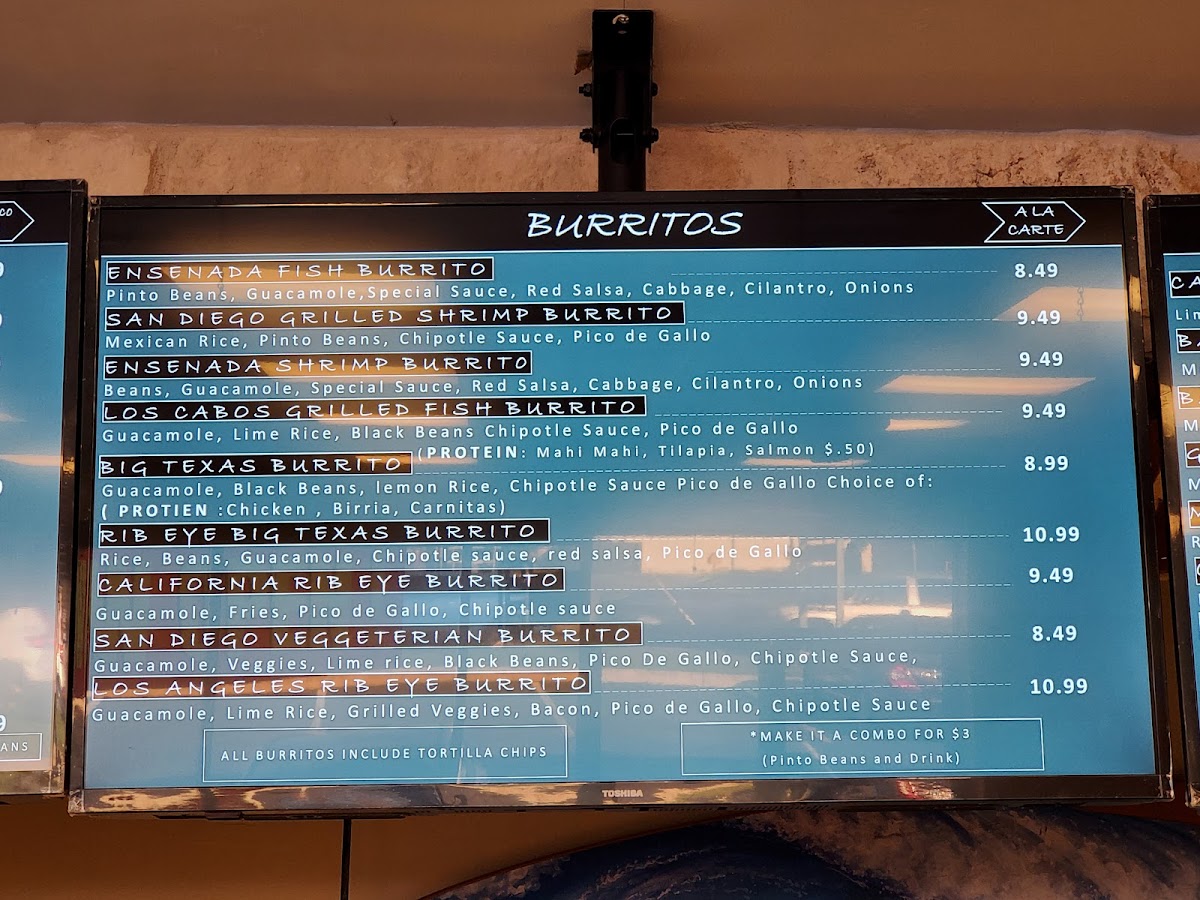 BURRITOS
A LA
CARTE
ENSENADA FISH BURRITO 8.49
Pinto Beans, Guacamole,Special Sauce, Red Salsa, Cabbage, Cilantro, Onions
SAN DIEGO GRILLED SHRIMP BURRITO 9.49
Mexican Rice, Pinto Beans, Chipotle Sauce, Pico de Gallo
ENSENADA SHRIMP BURRITO 9.49
Beans, Guacamole, Special Sauce, Red Salsa, Cabbage, Cilantro, Onions
LOS CABOS GRILLED FISH BURRITO 9.49
Guacamole, Lime Rice, Black Beans Chipotle Sauce, Pico de Gallo
(PROTEIN: Mahi Mahi, Tilapia, Salmon $.50)
BIG TEXAS BURRITO 8.99
Guacamole, Black Beans, lemon Rice, Chipotle Sauce Pico de Gallo Choice of:
( PROTIEN :Chicken , Birria, Carnitas)
RIB EYE BIG TEXAS BURRITO 10.99
Rice, Beans, Guacamole, Chipotle sauce, red salsa, Pico de Gallo
CALIFORNIA RIB EYE BURRITO 9.49
Guacamole, Fries, Pico de Gallo, Chipotle sauce
SAN DIEGO VEGGETERIAN BURRITO 8.49
Guacamole, Veggies, Lime rice, Black Beans, Pico De Gallo, Chipotle Sauce,
LOS ANGELES RIB EYE BURRITO 10.99
Guacamole, Lime Rice, Grilled Veggies, Bacon, Pico de Gallo, Chipotle Sauce
ALL BURRITOS INCLUDE TORTILLA CHIPS
*MAKE IT A COMBO FOR $3
(Pinto Beans and Drink)
TOSHIBA